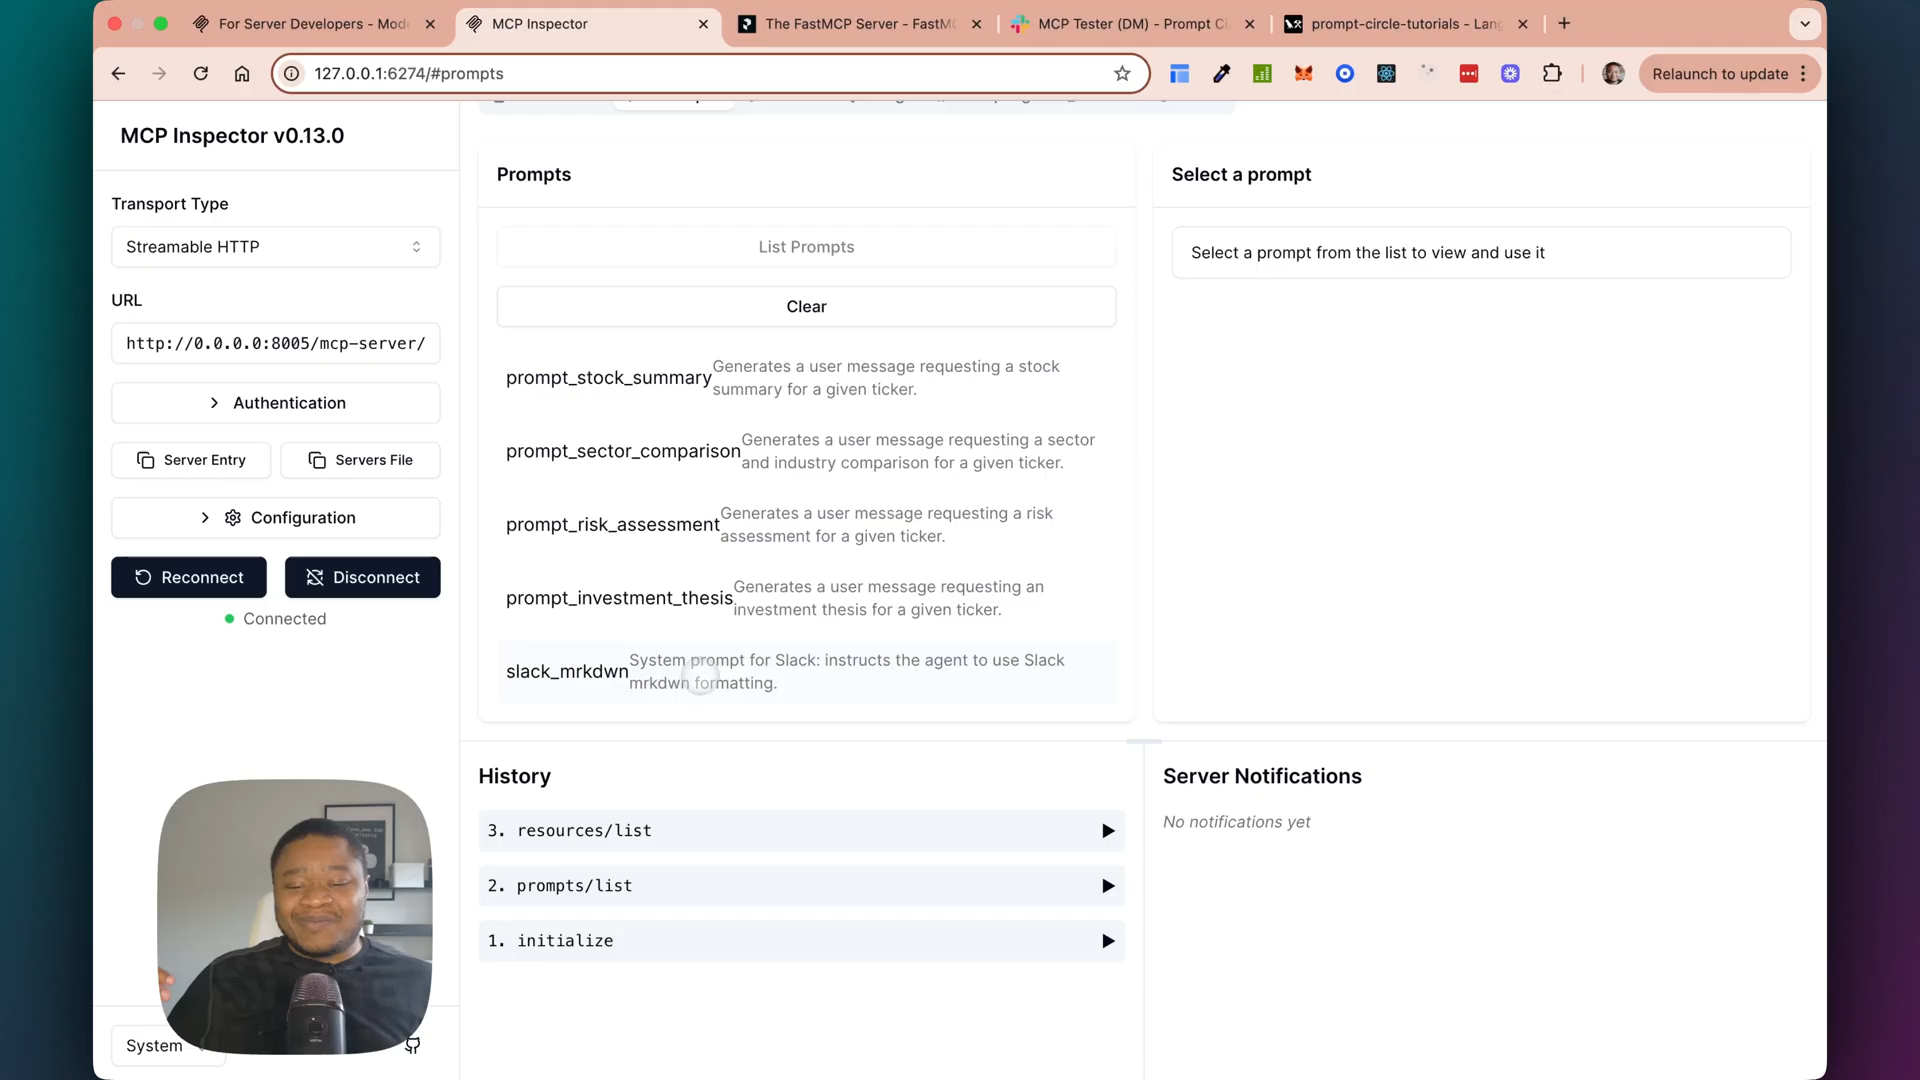 For Server Developers - Mod
MCP Inspector
The FastMCP Server - FastM
MCP Tester (DM) - Prompt Ci
prompt-circle-tutorials - Lang
127.0.0.1:6274/#prompts
Relaunch to update
MCP Inspector v0.13.0
Transport Type
Streamable HTTP
URL
http://0.0.0.0:8005/mcp-server/
Authentication
Server Entry
Servers File
Configuration
Reconnect
Disconnect
Connected
System
Prompts
List Prompts
Clear
prompt_stock_summary
Generates a user message requesting a stock
summary for a given ticker.
prompt_sector_comparison
Generates a user message requesting a sector
and industry comparison for a given ticker.
prompt_risk_assessment
Generates a user message requesting a risk
assessment for a given ticker.
prompt_investment_thesis
Generates a user message requesting an
investment thesis for a given ticker.
slack_mrkdwn
System prompt for Slack: instructs the agent to use Slack
mrkdwn formatting.
Select a prompt
Select a prompt from the list to view and use it
History
3. resources/list
2. prompts/list
1. initialize
Server Notifications
No notifications yet